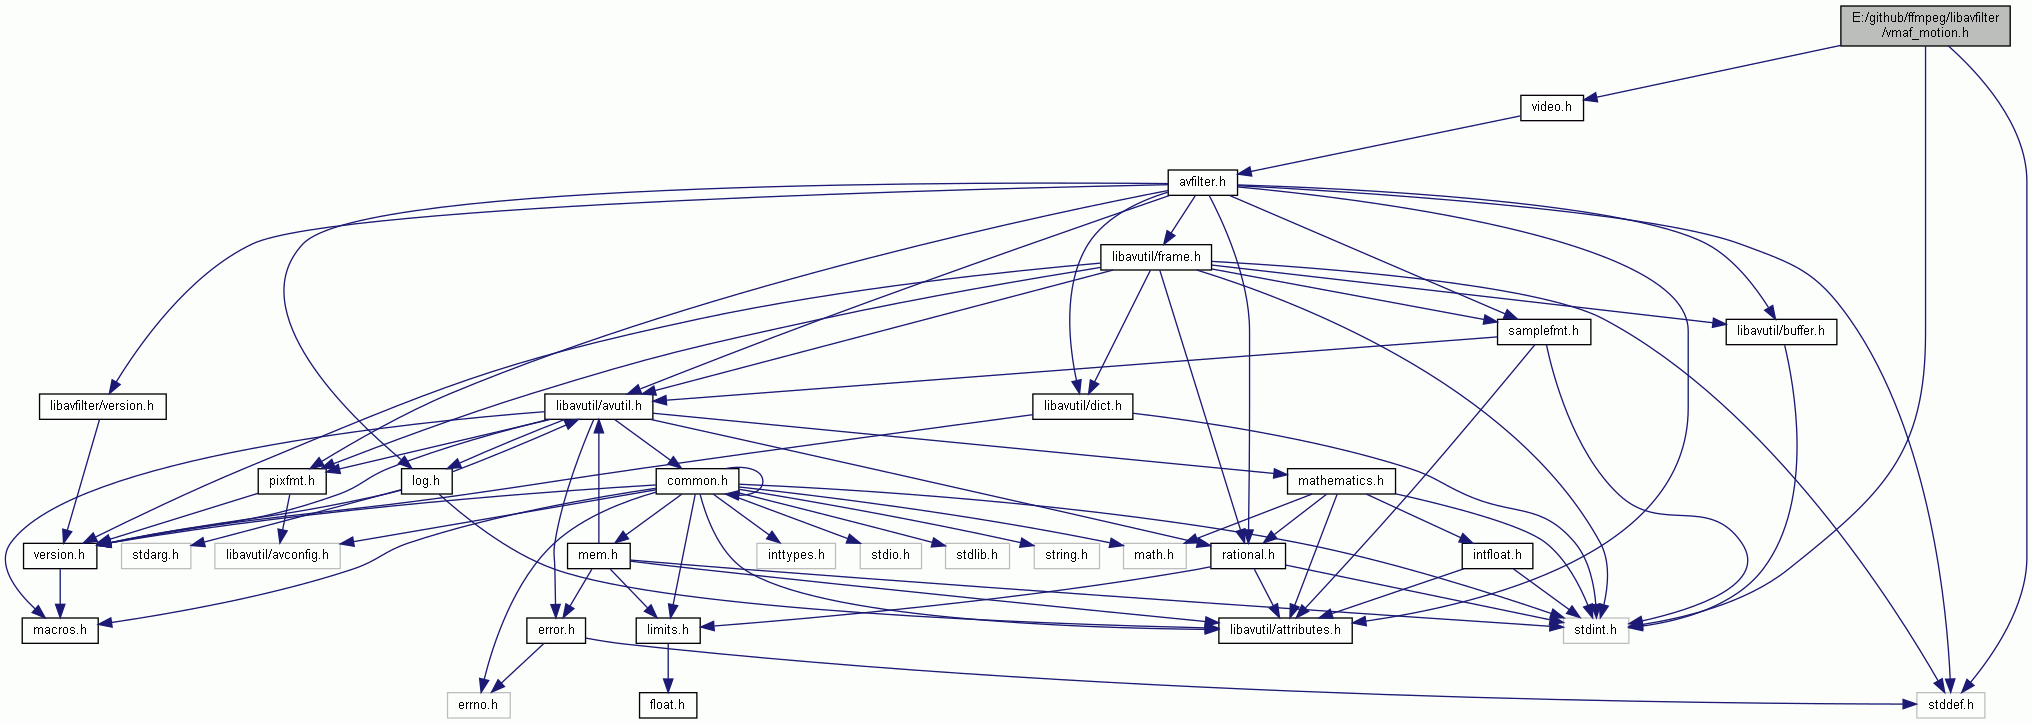 E:/github/ffmpeg/libavfilter
/vmaf_motion.h
video.h
avfilter.h
libavutil/frame.h
samplefmt.h
libavutil/buffer.h
libavfilter/version.h
libavutil/avutil.h
libavutil/dict.h
pixfmt.h
log.h
common.h
mathematics.h
version.h
stdarg.h
libavutil/avconfig.h
mem.h
inttypes.h
stdio.h
stdlib.h
string.h
math.h
rational.h
intfloat.h
macros.h
error.h
limits.h
libavutil/attributes.h
stdint.h
errno.h
float.h
stddef.h